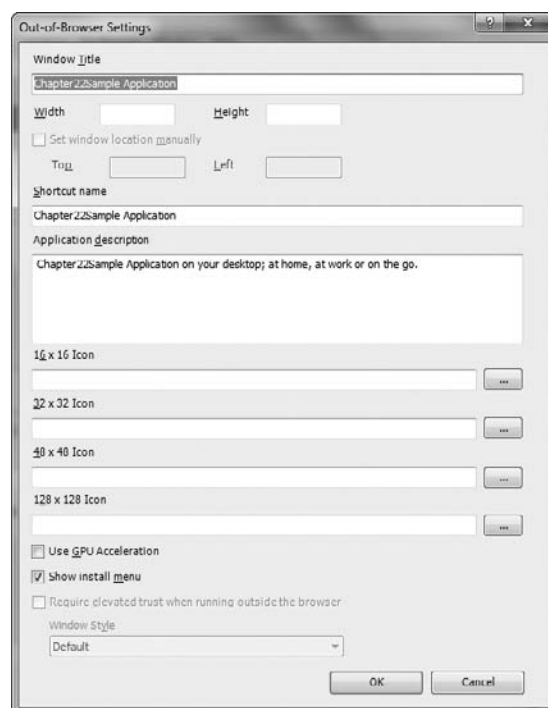 Out-of-Browser Settings
Window Title
Chapter22Sample Application
Width Height
Set window location manually
Top Left
Shortcut name
Chapter22Sample Application
Application description
Chapter22Sample Application on your desktop; at home, at work or on the go.
16 x 16 Icon
...
32 x 32 Icon
...
48 x 48 Icon
...
128 x 128 Icon
...
Use GPU Acceleration
Show install menu
Require elevated trust when running outside the browser
Window Style
Default
OK Cancel